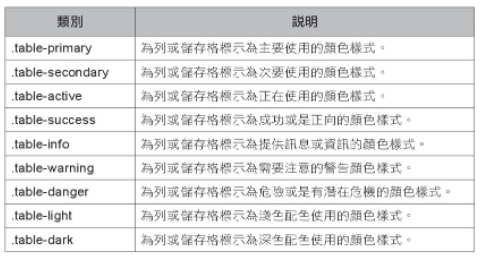 類別 說明
.table-primary 為列或儲存格標示為主要使用的顏色樣式。
.table-secondary 為列或儲存格標示為次要使用的顏色樣式。
.table-active 為列或儲存格標示為正在使用的顏色樣式。
.table-success 為列或儲存格標示為成功或是正向的顏色樣式。
.table-info 為列或儲存格標示為提供訊息或資訊的顏色樣式。
.table-warning 為列或儲存格標示為需要注意的警告顏色樣式。
.table-danger 為列或儲存格標示為危險或是有潛在危機的顏色樣式。
.table-light 為列或儲存格標示為淺色配色使用的顏色樣式。
.table-dark 為列或儲存格標示為深色配色使用的顏色樣式。